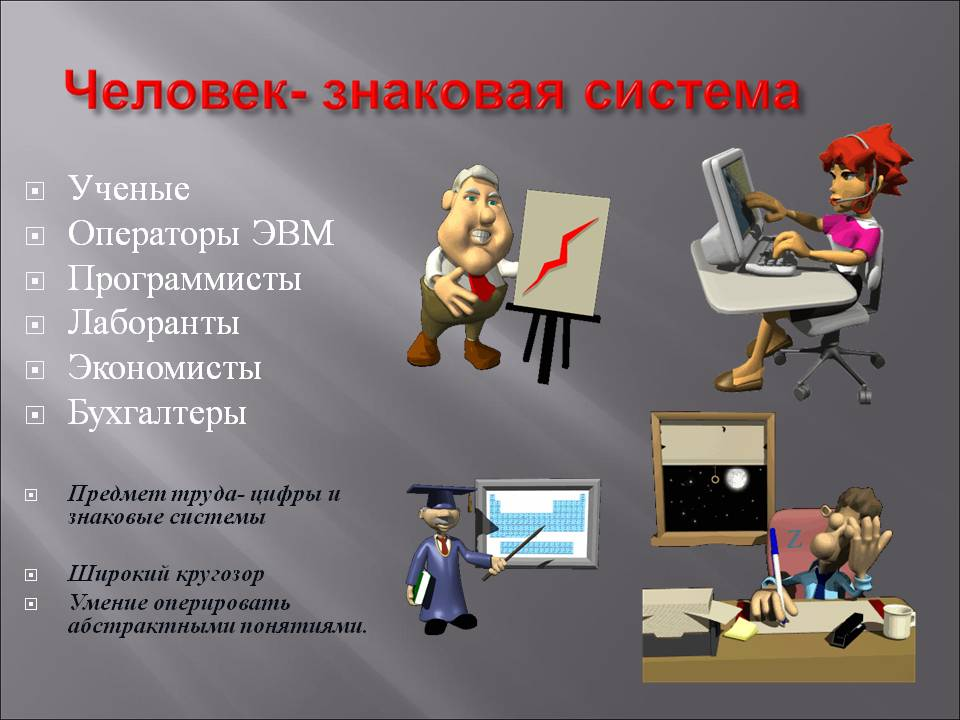 Человек- знаковая система
Ученые
Операторы ЭВМ
Программисты
Лаборанты
Экономисты
Бухгалтеры
Предмет труда- цифры и
знаковые системы
Широкий кругозор
Умение оперировать
абстрактными понятиями.
Z